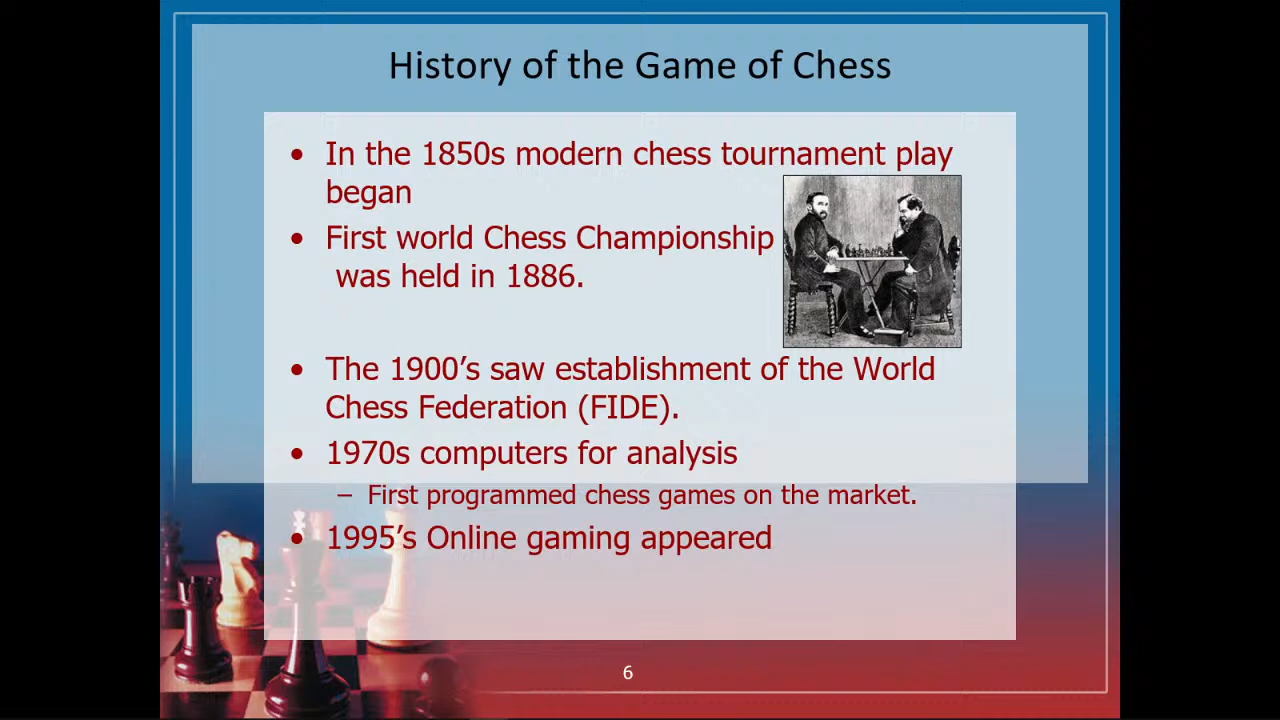 History of the Game of Chess
• In the 1850s modern chess tournament play
began
• First world Chess Championship
was held in 1886.
• The 1900’s saw establishment of the World
Chess Federation (FIDE).
• 1970s computers for analysis
– First programmed chess games on the market.
• 1995’s Online gaming appeared
6